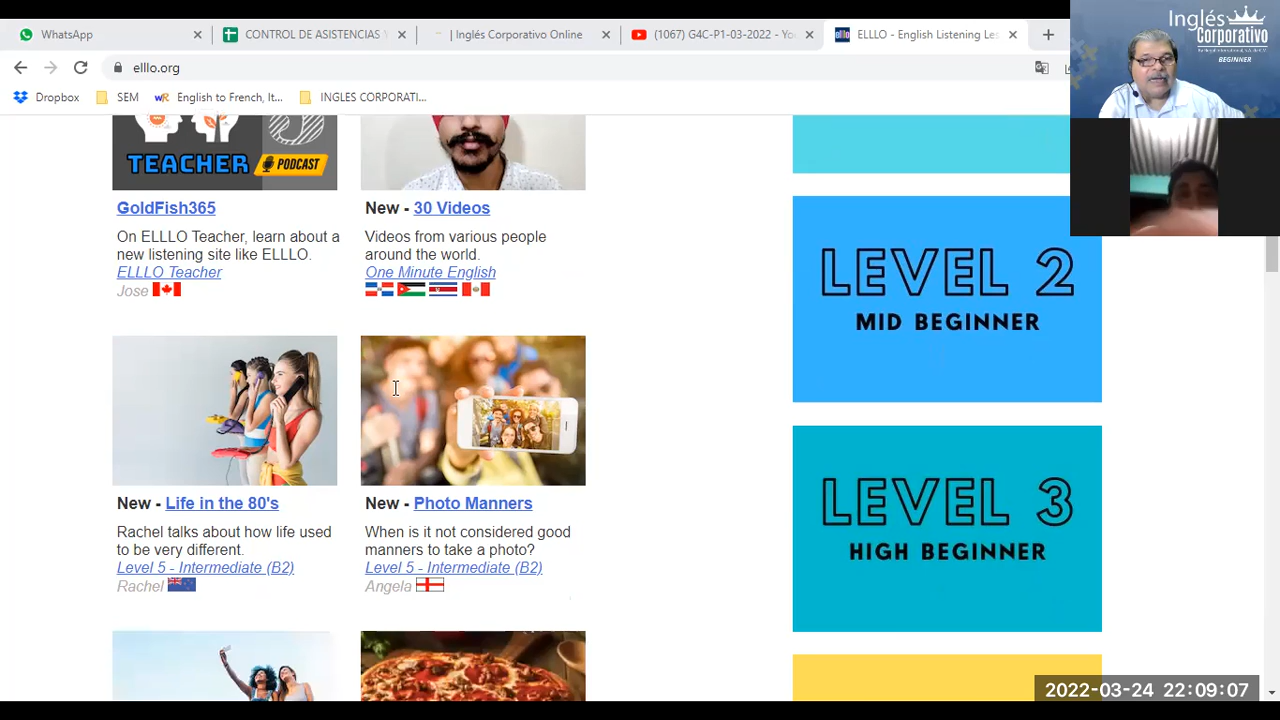 WhatsApp
CONTROL DE ASISTENCIAS Y
| Inglés Corporativo Online
(1067) G4C-P1-03-2022 - Yo
elllo
ELLLO - English Listening Les
Inglés
Corporativo
BEGINNER
elllo.org
Dropbox
SEM
WR
English to French, It...
INGLES CORPORATI...
TEACHER PODCAST
GoldFish365
On ELLLO Teacher, learn about a
new listening site like ELLLO.
ELLLO Teacher
Jose
New - 30 Videos
Videos from various people
around the world.
One Minute English
New - Life in the 80's
Rachel talks about how life used
to be very different.
Level 5 - Intermediate (B2)
Rachel
New - Photo Manners
When is it not considered good
manners to take a photo?
Level 5 - Intermediate (B2)
Angela
LEVEL 2
MID BEGINNER
LEVEL 3
HIGH BEGINNER
2022-03-24 22:09:07